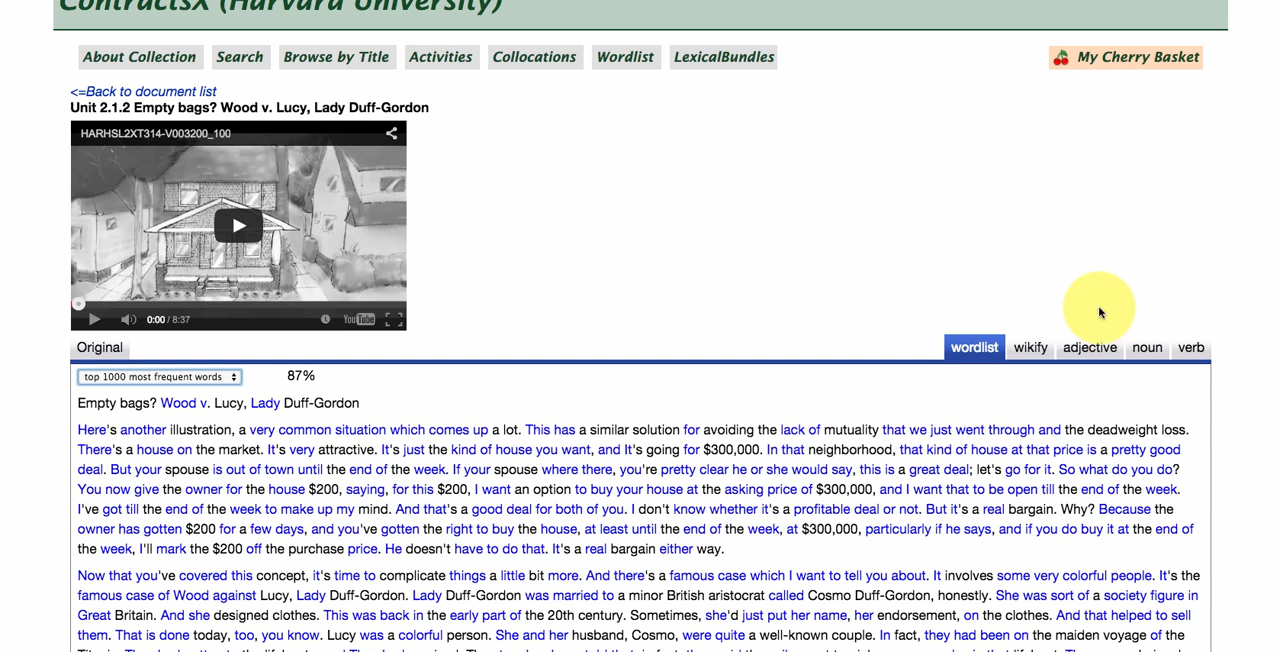 ContractsX (Harvard University)
About Collection Search Browse by Title Activities Collocations Wordlist LexicalBundles My Cherry Basket
<=Back to document list
Unit 2.1.2 Empty bags? Wood v. Lucy, Lady Duff-Gordon
HARHSL2XT314-V003200_100
0:00 / 8:37 YouTube
Original wordlist wikify adjective noun verb
top 1000 most frequent words 87%
Empty bags? Wood v. Lucy, Lady Duff-Gordon
Here's another illustration, a very common situation which comes up a lot. This has a similar solution for avoiding the lack of mutuality that we just went through and the deadweight loss.
There's a house on the market. It's very attractive. It's just the kind of house you want, and It's going for $300,000. In that neighborhood, that kind of house at that price is a pretty good
deal. But your spouse is out of town until the end of the week. If your spouse where there, you're pretty clear he or she would say, this is a great deal; let's go for it. So what do you do?
You now give the owner for the house $200, saying, for this $200, I want an option to buy your house at the asking price of $300,000, and I want that to be open till the end of the week.
I've got till the end of the week to make up my mind. And that's a good deal for both of you. I don't know whether it's a profitable deal or not. But it's a real bargain. Why? Because the
owner has gotten $200 for a few days, and you've gotten the right to buy the house, at least until the end of the week, at $300,000, particularly if he says, and if you do buy it at the end of
the week, I'll mark the $200 off the purchase price. He doesn't have to do that. It's a real bargain either way.
Now that you've covered this concept, it's time to complicate things a little bit more. And there's a famous case which I want to tell you about. It involves some very colorful people. It's the
famous case of Wood against Lucy, Lady Duff-Gordon. Lady Duff-Gordon was married to a minor British aristocrat called Cosmo Duff-Gordon, honestly. She was sort of a society figure in
Great Britain. And she designed clothes. This was back in the early part of the 20th century. Sometimes, she'd just put her name, her endorsement, on the clothes. And that helped to sell
them. That is done today, too, you know. Lucy was a colorful person. She and her husband, Cosmo, were quite a well-known couple. In fact, they had been on the maiden voyage of the